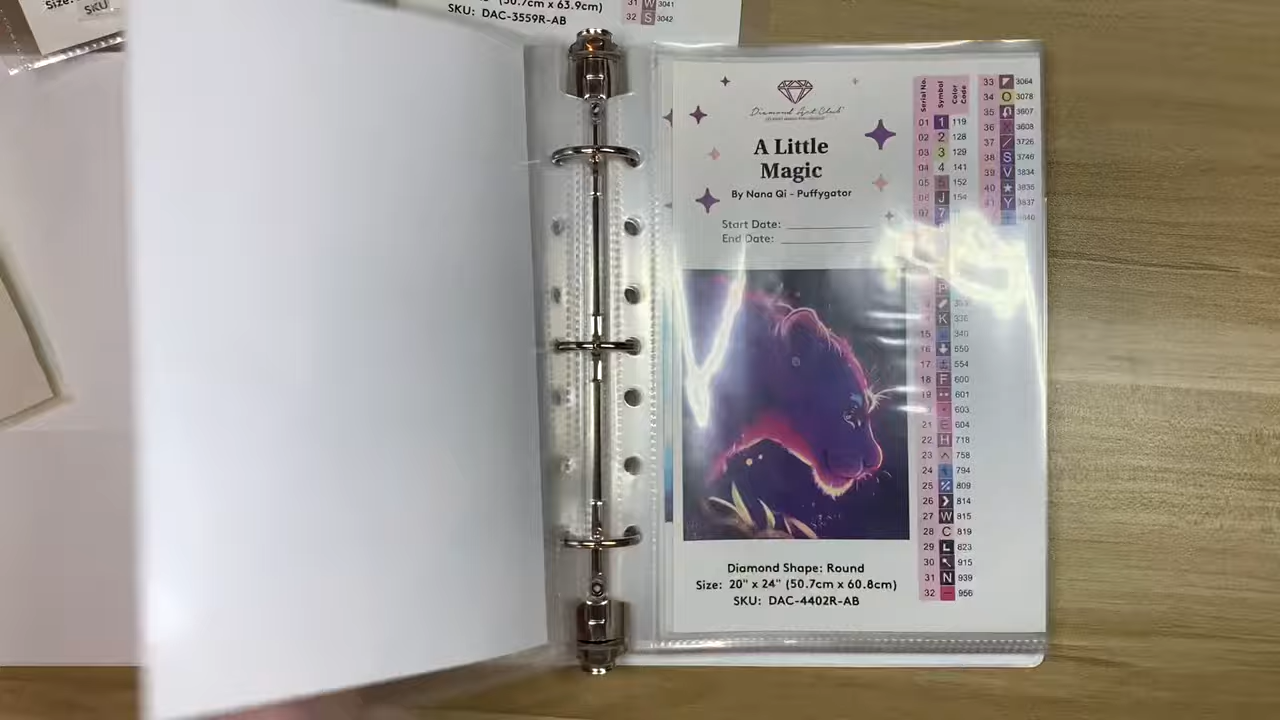 SKU
(50.7cm x 63.9cm)
SKU: DAC-3559R-AB
31 W 3041
32 S 3042
Diamond Art Club
A Little
Magic
By Nana Qi - Puffygator
Start Date:
End Date:
Diamond Shape: Round
Size: 20" x 24" (50.7cm x 60.8cm)
SKU: DAC-4402R-AB
Serial No. Symbol Color Code
01 1 119
02 2 128
03 3 129
04 4 141
05 5 152
06 J 154
07 7
P
K 336
15 340
16 550
17 554
18 F 600
19 601
603
21 E 604
22 H 718
23 758
24 794
25 809
26 814
27 W 815
28 C 819
29 L 823
30 915
31 N 939
32 956
33 3064
34 O 3078
35 3607
36 3608
37 3726
38 S 3746
39 V 3834
40 3835
41 Y 3837